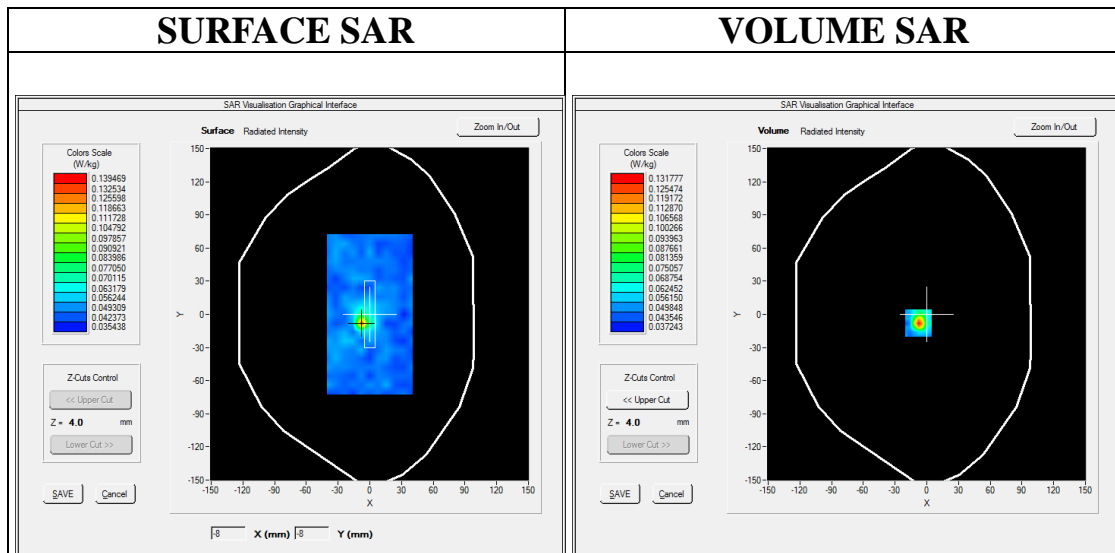 SURFACE SAR
VOLUME SAR
SAR Visualisation Graphical Interface
Surface Radiated Intensity
Zoom In/Out
Colors Scale
(W/kg)
0.139469
0.132534
0.125598
0.118663
0.111728
0.104792
0.097857
0.090921
0.083986
0.077050
0.070115
0.063179
0.056244
0.049309
0.042373
0.035438
150
120
90
60
30
0
-30
-60
-90
-120
-150
Y
-150 -120 -90 -60 -30 0 30 60 90 120 150
X
Z-Cuts Control
<< Upper Cut
Z = 4.0 mm
Lower Cut >>
SAVE Cancel
-8 X (mm) -8 Y (mm)
SAR Visualisation Graphical Interface
Volume Radiated Intensity
Zoom In/Out
Colors Scale
(W/kg)
0.131777
0.125474
0.119172
0.112870
0.106568
0.100266
0.093963
0.087661
0.081359
0.075057
0.068754
0.062452
0.056150
0.049848
0.043546
0.037243
150
120
90
60
30
0
-30
-60
-90
-120
-150
Y
-150 -120 -90 -60 -30 0 30 60 90 120 150
X
Z-Cuts Control
<< Upper Cut
Z = 4.0 mm
Lower Cut >>
SAVE Cancel